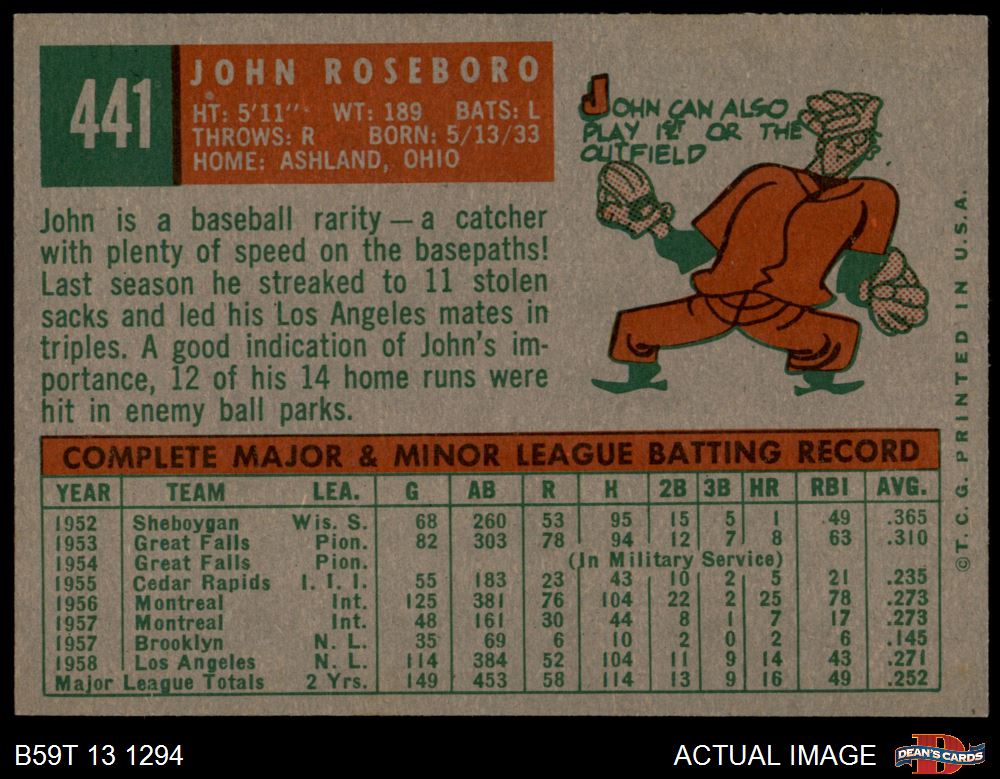 441
JOHN ROSEBORO
HT: 5'11" WT: 189 BATS: L
THROWS: R BORN: 5/13/33
HOME: ASHLAND, OHIO
JOHN CAN ALSO
PLAY 1ST OR THE
OUTFIELD
John is a baseball rarity — a catcher
with plenty of speed on the basepaths!
Last season he streaked to 11 stolen
sacks and led his Los Angeles mates in
triples. A good indication of John's im-
portance, 12 of his 14 home runs were
hit in enemy ball parks.
COMPLETE MAJOR & MINOR LEAGUE BATTING RECORD
YEAR TEAM LEA. G AB R H 2B 3B HR RBI AVG.
1952 Sheboygan Wis. S. 68 260 53 95 15 5 1 49 .365
1953 Great Falls Pion. 82 303 78 94 12 7 8 63 .310
1954 Great Falls Pion. (In Military Service)
1955 Cedar Rapids I. I. I. 55 183 23 43 10 2 5 21 .235
1956 Montreal Int. 125 381 76 104 22 2 25 78 .273
1957 Montreal Int. 48 161 30 44 8 1 7 17 .273
1957 Brooklyn N. L. 35 69 6 10 2 0 2 6 .145
1958 Los Angeles N. L. 114 384 52 104 11 9 14 43 .271
Major League Totals 2 Yrs. 149 453 58 114 13 9 16 49 .252
©T. C. G. PRINTED IN U.S.A.
B59T 13 1294
ACTUAL IMAGE
DEAN'S CARDS